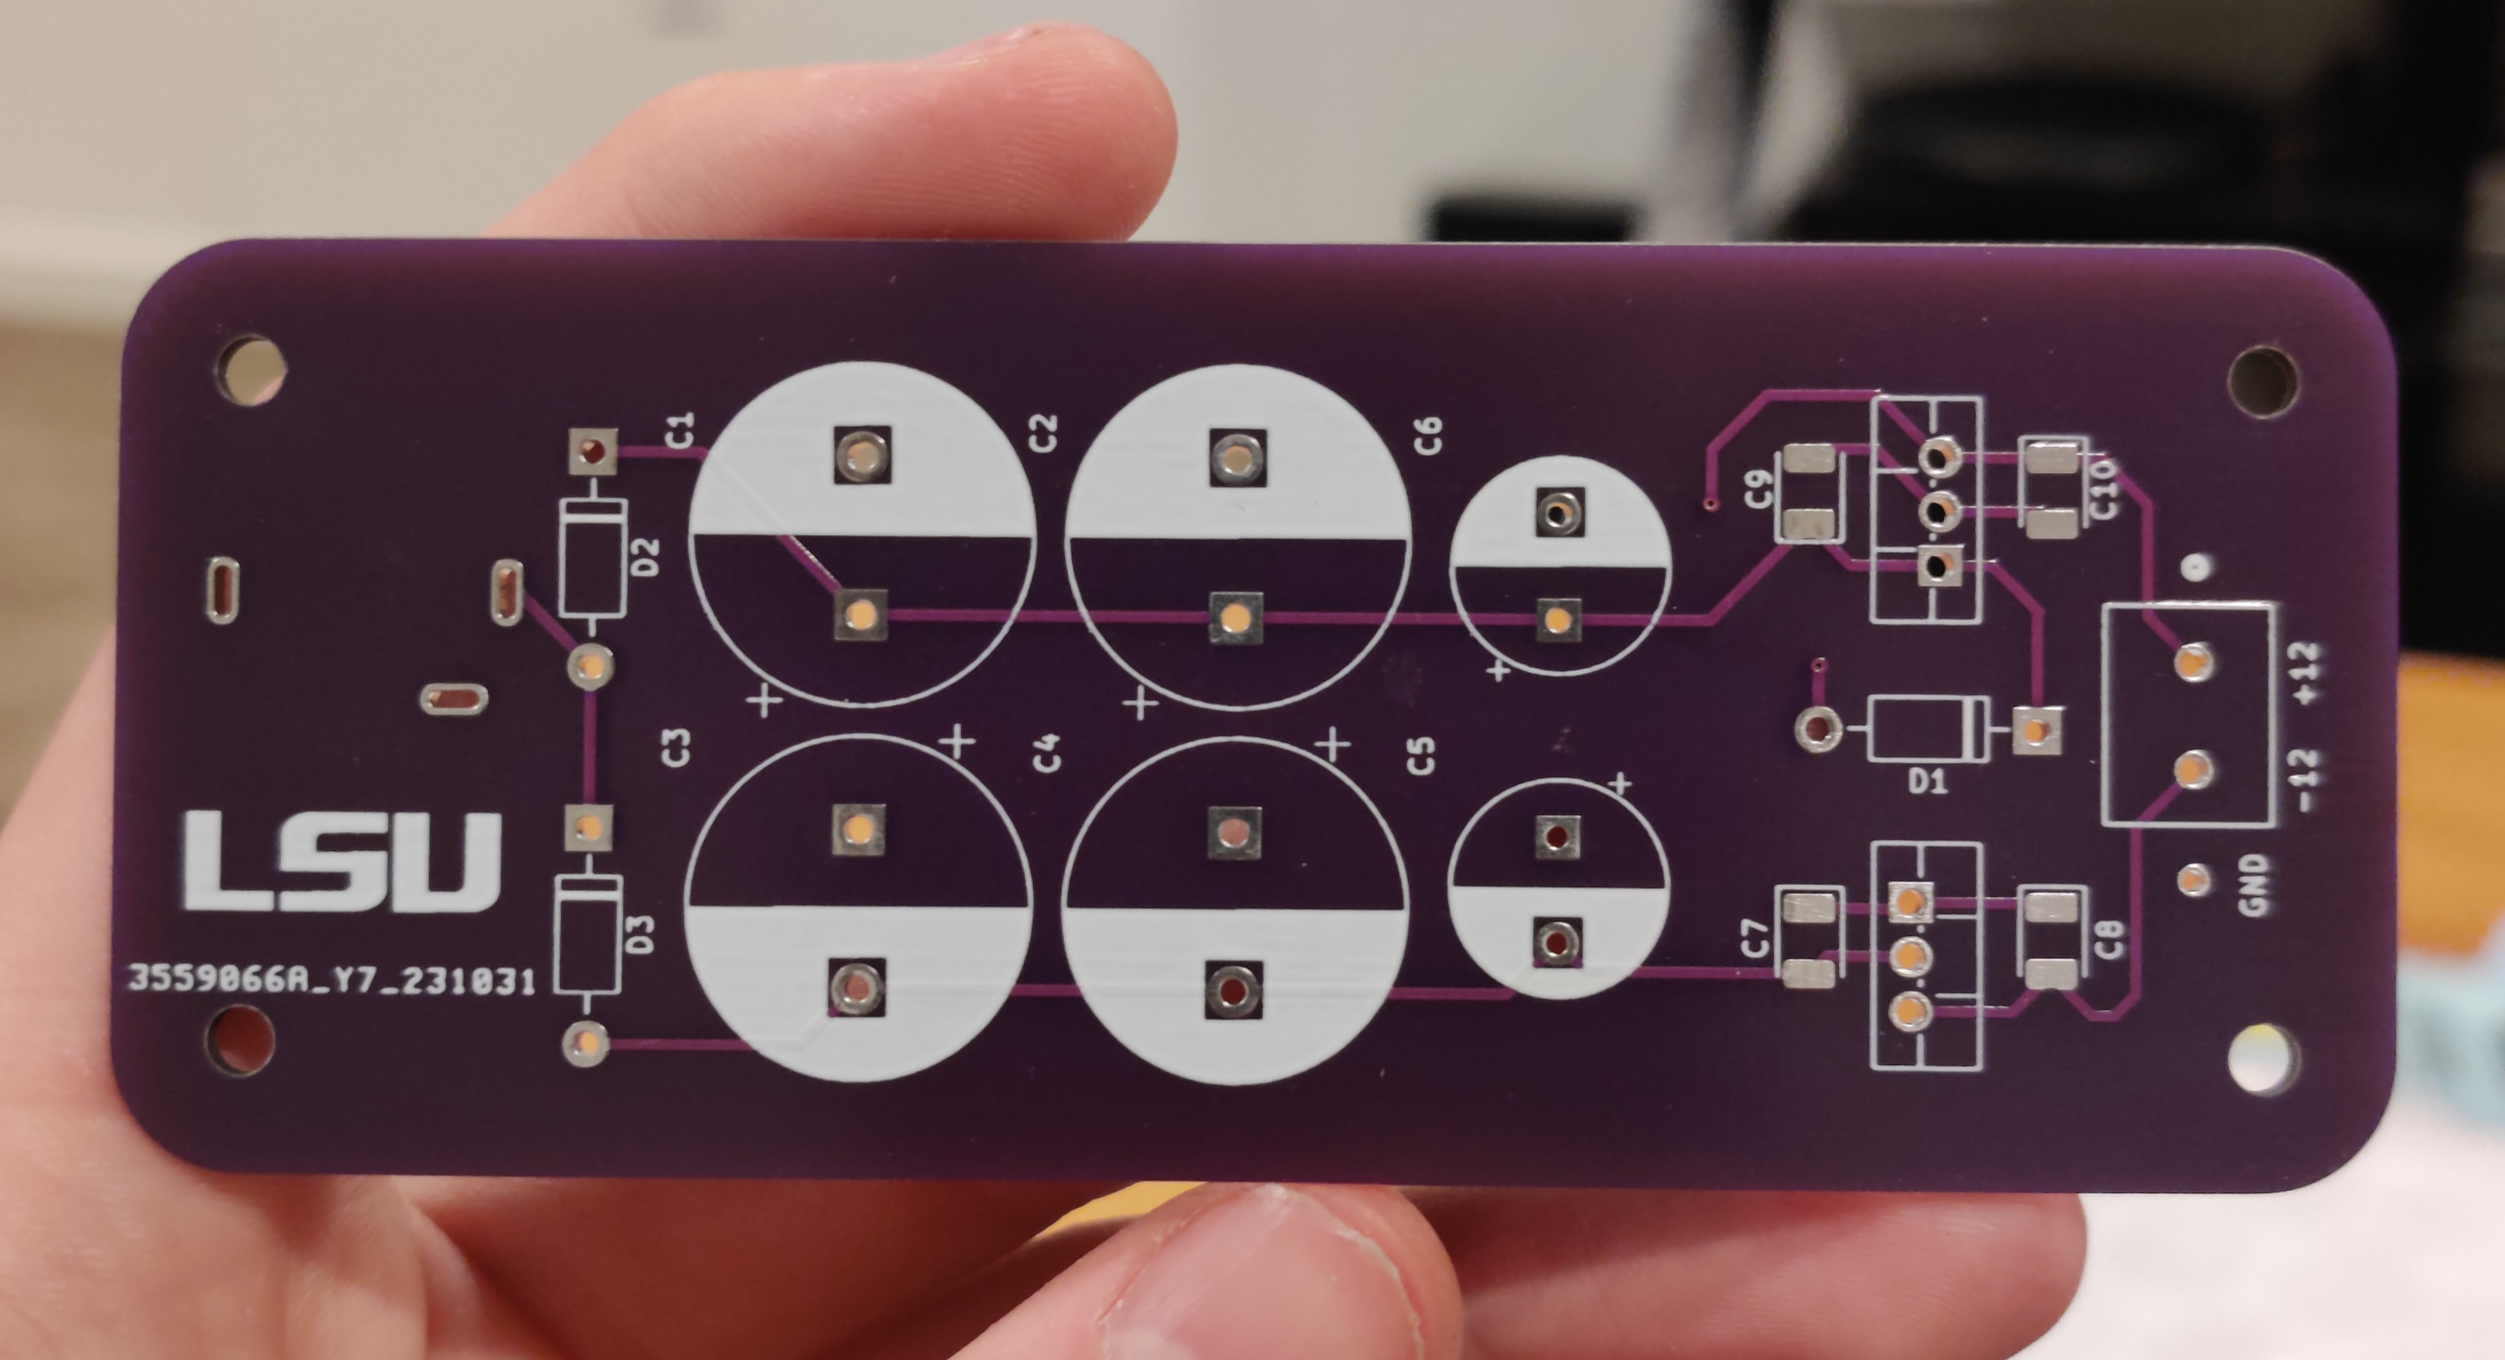 C1
C2
C6
C9
C10
D2
+
+
+
+12
-12
C3
+
C4
+
C5
+
D1
LSU
D3
C7
C8
GND
3559066A_Y7_231031